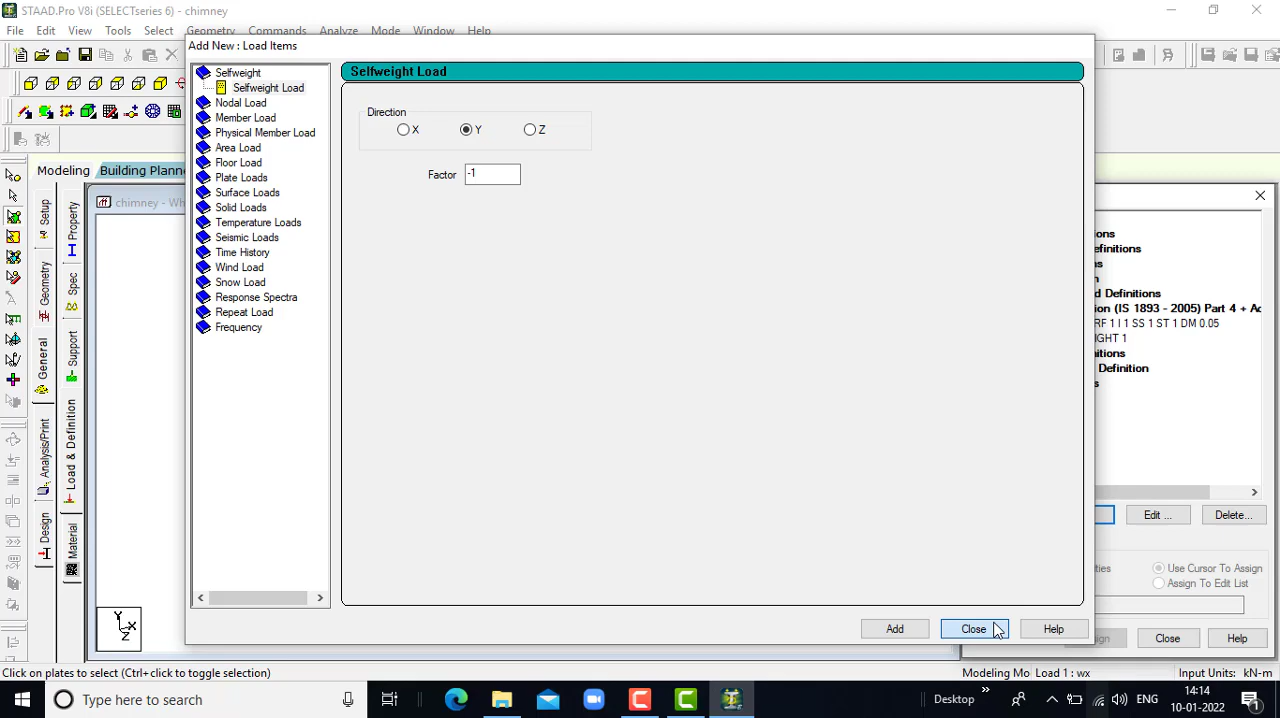 STAAD.Pro V8i (SELECTseries 6) - chimney
File Edit View Tools Select Geometry Commands Analyze Mode Window Help
Add New : Load Items
Selfweight
Selfweight Load
Nodal Load
Member Load
Physical Member Load
Area Load
Floor Load
Plate Loads
Surface Loads
Solid Loads
Temperature Loads
Seismic Loads
Time History
Wind Load
Snow Load
Response Spectra
Repeat Load
Frequency
Selfweight Load
Direction
X Y Z
Factor -1
Add Close Help
Modeling Building Planne
chimney - Wh
Setup
Geometry
General
Analysis/Print
Design
Property
Spec
Support
Load & Definition
Material
Y
X
Z
ons
efinitions
ns
n
d Definitions
ion (IS 1893 - 2005) Part 4 + Ac
RF 1 I 1 SS 1 ST 1 DM 0.05
IGHT 1
nitions
Definition
s
Edit ... Delete...
ities Use Cursor To Assign
Assign To Edit List
ign Close Help
Click on plates to select (Ctrl+click to toggle selection) Modeling Mo Load 1 : wx Input Units: kN-m
Type here to search
Desktop
ENG
14:14
10-01-2022
1